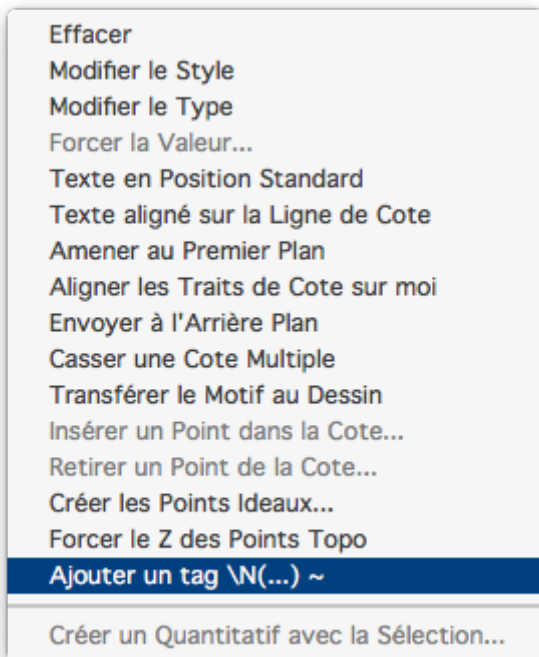 Effacer
Modifier le Style
Modifier le Type
Forcer la Valeur...
Texte en Position Standard
Texte aligné sur la Ligne de Cote
Amener au Premier Plan
Aligner les Traits de Cote sur moi
Envoyer à l'Arrière Plan
Casser une Cote Multiple
Transférer le Motif au Dessin
Insérer un Point dans la Cote...
Retirer un Point de la Cote...
Créer les Points Ideaux...
Forcer le Z des Points Topo
Ajouter un tag \N(...) ~
Créer un Quantitatif avec la Sélection...